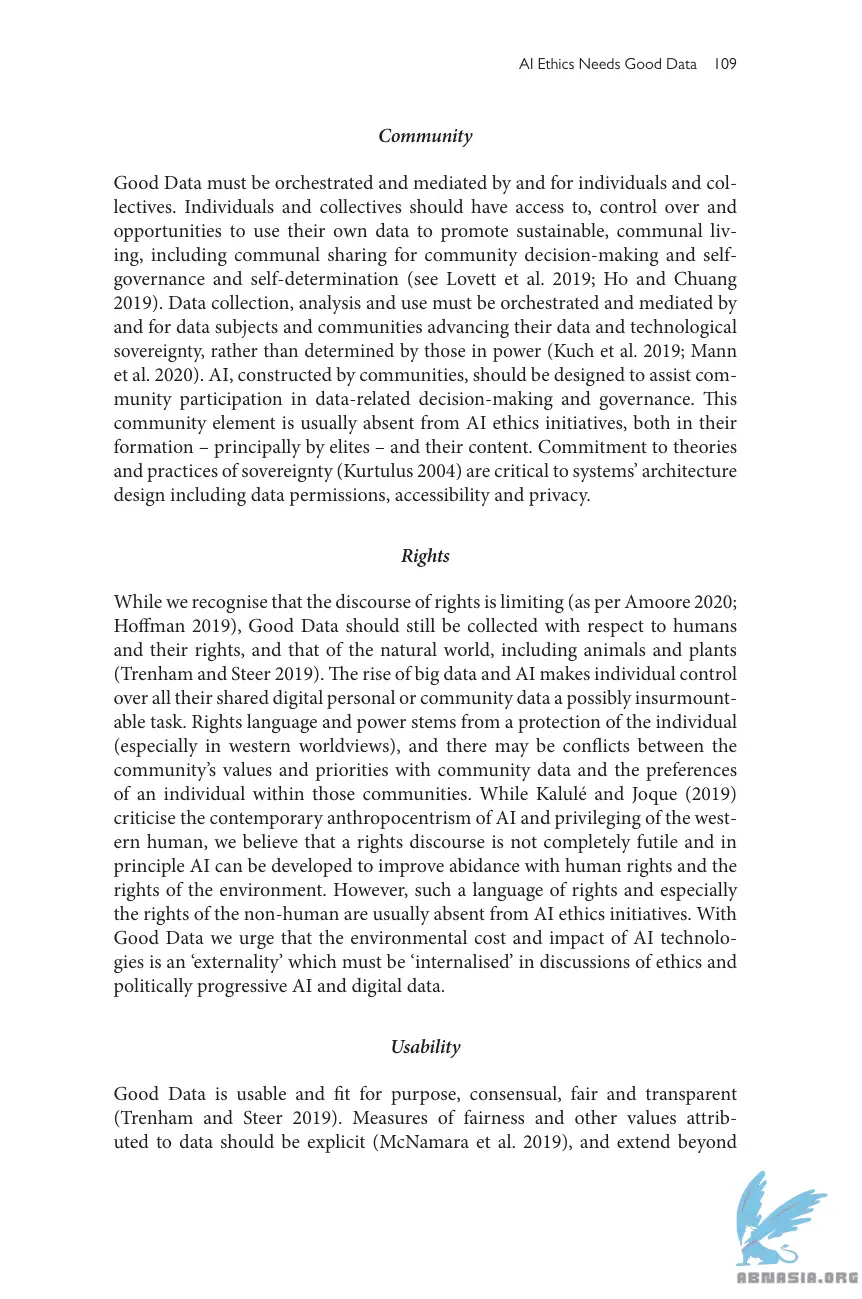 AI Ethics Needs Good Data 109
Community
Good Data must be orchestrated and mediated by and for individuals and col-
lectives. Individuals and collectives should have access to, control over and
opportunities to use their own data to promote sustainable, communal liv-
ing, including communal sharing for community decision-making and self-
governance and self-determination (see Lovett et al. 2019; Ho and Chuang
2019). Data collection, analysis and use must be orchestrated and mediated by
and for data subjects and communities advancing their data and technological
sovereignty, rather than determined by those in power (Kuch et al. 2019; Mann
et al. 2020). AI, constructed by communities, should be designed to assist com-
munity participation in data-related decision-making and governance. This
community element is usually absent from AI ethics initiatives, both in their
formation – principally by elites – and their content. Commitment to theories
and practices of sovereignty (Kurtulus 2004) are critical to systems’ architecture
design including data permissions, accessibility and privacy.
Rights
While we recognise that the discourse of rights is limiting (as per Amoore 2020;
Hoffman 2019), Good Data should still be collected with respect to humans
and their rights, and that of the natural world, including animals and plants
(Trenham and Steer 2019). The rise of big data and AI makes individual control
over all their shared digital personal or community data a possibly insurmount-
able task. Rights language and power stems from a protection of the individual
(especially in western worldviews), and there may be conflicts between the
community’s values and priorities with community data and the preferences
of an individual within those communities. While Kalulé and Joque (2019)
criticise the contemporary anthropocentrism of AI and privileging of the west-
ern human, we believe that a rights discourse is not completely futile and in
principle AI can be developed to improve abidance with human rights and the
rights of the environment. However, such a language of rights and especially
the rights of the non-human are usually absent from AI ethics initiatives. With
Good Data we urge that the environmental cost and impact of AI technolo-
gies is an ‘externality’ which must be ‘internalised’ in discussions of ethics and
politically progressive AI and digital data.
Usability
Good Data is usable and fit for purpose, consensual, fair and transparent
(Trenham and Steer 2019). Measures of fairness and other values attrib-
uted to data should be explicit (McNamara et al. 2019), and extend beyond
ABNASIA.ORG